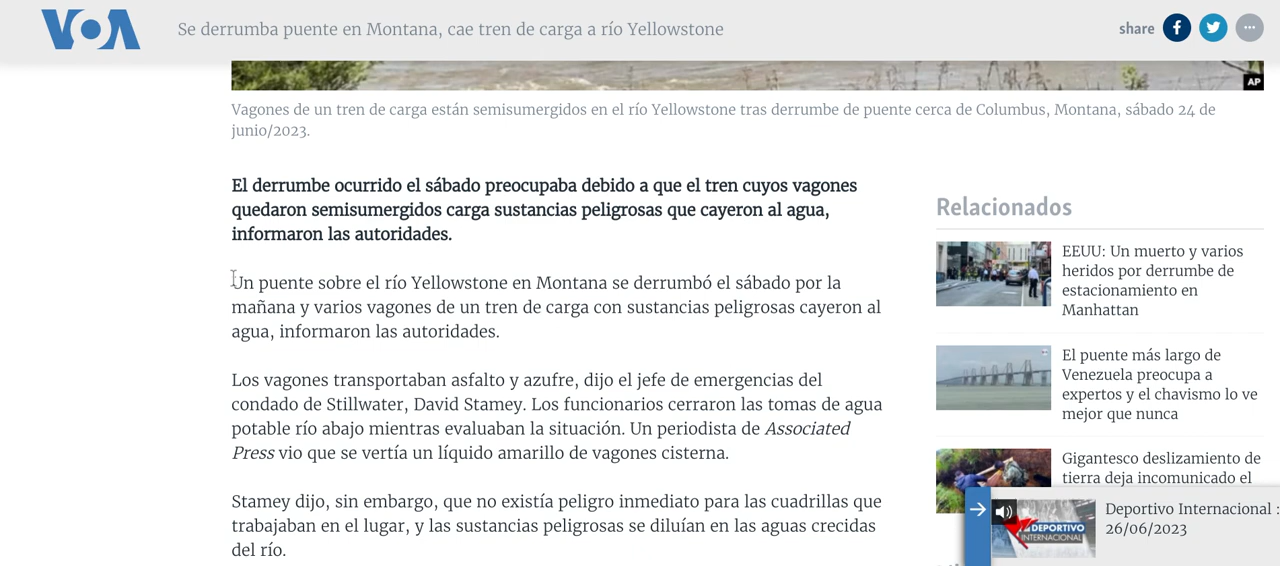 VOA
Se derrumba puente en Montana, cae tren de carga a río Yellowstone
share
AP
Vagones de un tren de carga están semisumergidos en el río Yellowstone tras derrumbe de puente cerca de Columbus, Montana, sábado 24 de
junio/2023.
El derrumbe ocurrido el sábado preocupaba debido a que el tren cuyos vagones
quedaron semisumergidos carga sustancias peligrosas que cayeron al agua,
informaron las autoridades.
Un puente sobre el río Yellowstone en Montana se derrumbó el sábado por la
mañana y varios vagones de un tren de carga con sustancias peligrosas cayeron al
agua, informaron las autoridades.
Los vagones transportaban asfalto y azufre, dijo el jefe de emergencias del
condado de Stillwater, David Stamey. Los funcionarios cerraron las tomas de agua
potable río abajo mientras evaluaban la situación. Un periodista de Associated
Press vio que se vertía un líquido amarillo de vagones cisterna.
Stamey dijo, sin embargo, que no existía peligro inmediato para las cuadrillas que
trabajaban en el lugar, y las sustancias peligrosas se diluían en las aguas crecidas
del río.
Relacionados
EEUU: Un muerto y varios
heridos por derrumbe de
estacionamiento en
Manhattan
El puente más largo de
Venezuela preocupa a
expertos y el chavismo lo ve
mejor que nunca
Gigantesco deslizamiento de
tierra deja incomunicado el
DEPORTIVO
INTERNACIONAL
Deportivo Internacional :
26/06/2023